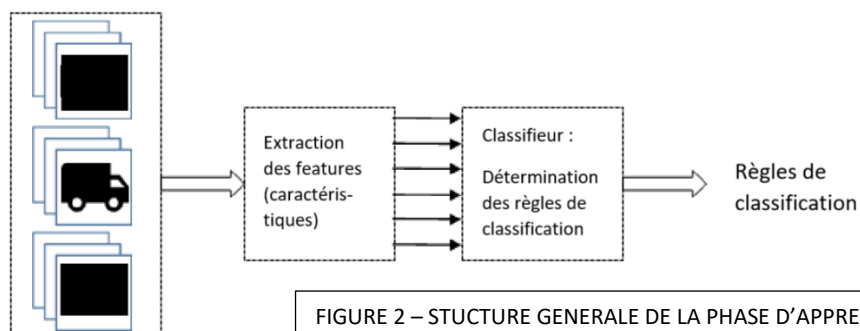 Extraction
des features
(caractéris-
tiques)
Classifieur :
Détermination
des règles de
classification
Règles de
classification
FIGURE 2 – STUCTURE GENERALE DE LA PHASE D’APPRE